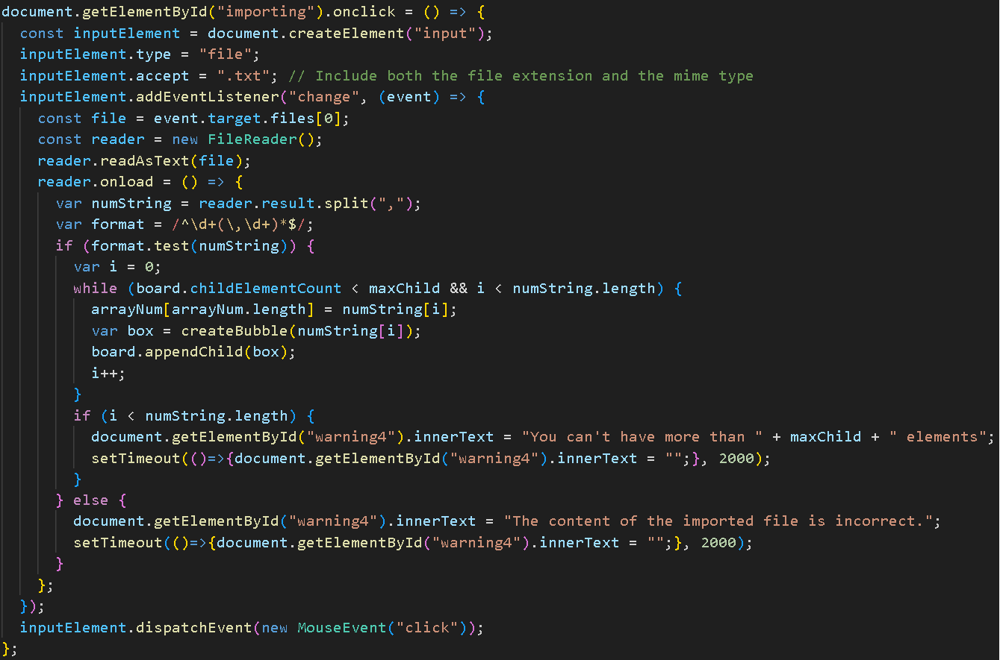 document.getElementById("importing").onclick = () => {
  const inputElement = document.createElement("input");
  inputElement.type = "file";
  inputElement.accept = ".txt"; // Include both the file extension and the mime type
  inputElement.addEventListener("change", (event) => {
    const file = event.target.files[0];
    const reader = new FileReader();
    reader.readAsText(file);
    reader.onload = () => {
      var numString = reader.result.split(",");
      var format = /^\d+(\,\d+)*$/;
      if (format.test(numString)) {
        var i = 0;
        while (board.childElementCount < maxChild && i < numString.length) {
          arrayNum[arrayNum.length] = numString[i];
          var box = createBubble(numString[i]);
          board.appendChild(box);
          i++;
        }
        if (i < numString.length) {
          document.getElementById("warning4").innerText = "You can't have more than " + maxChild + " elements";
          setTimeout(()=>{document.getElementById("warning4").innerText = "";}, 2000);
        }
      } else {
        document.getElementById("warning4").innerText = "The content of the imported file is incorrect.";
        setTimeout(()=>{document.getElementById("warning4").innerText = "";}, 2000);
      }
    };
  });
  inputElement.dispatchEvent(new MouseEvent("click"));
};